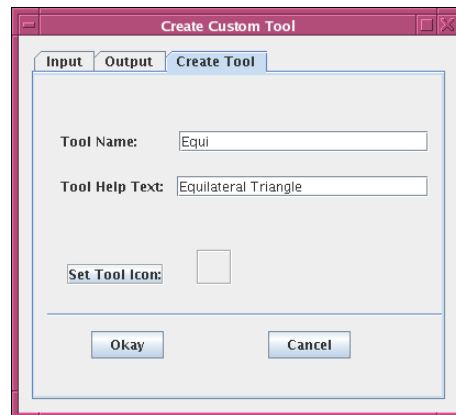 Create Custom Tool
Input Output Create Tool
Tool Name: Equi
Tool Help Text: Equilateral Triangle
Set Tool Icon:
Okay Cancel